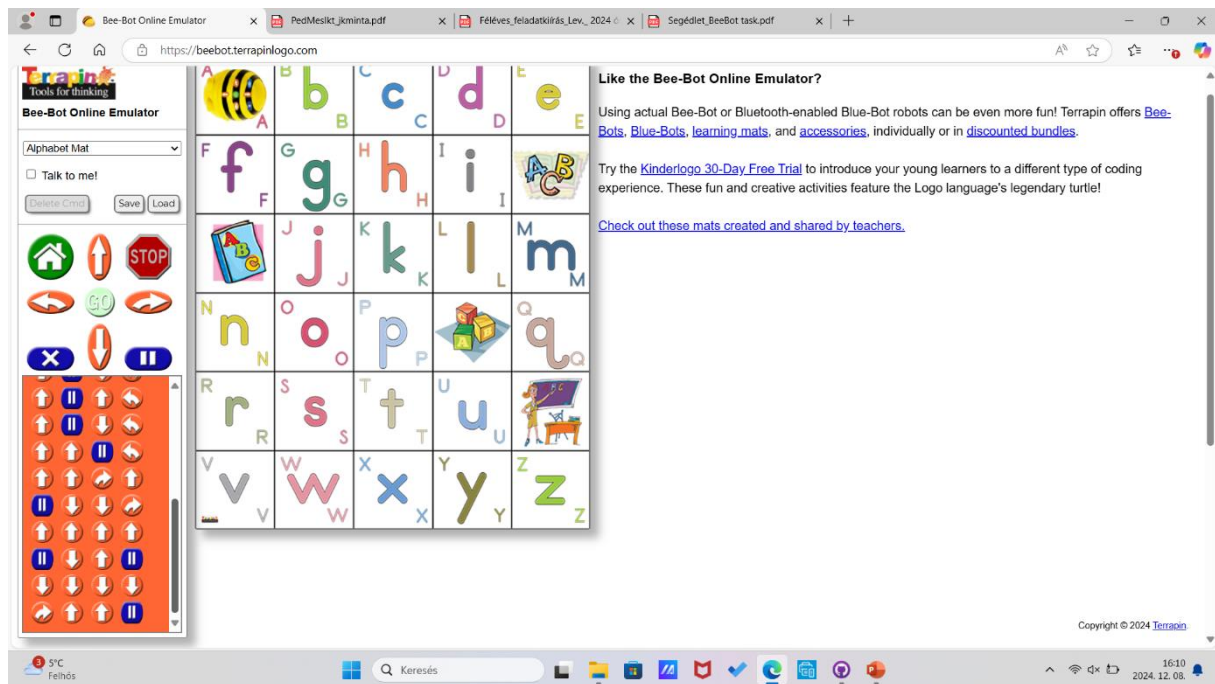 Bee-Bot Online Emulator
PedMesIkt_jkminta.pdf
Féléves_feladatkiírás_Lev._ 2024
Segédlet_BeeBot task.pdf
https://beebot.terrapinlogo.com
Terrapin
Tools for thinking
Bee-Bot Online Emulator
Alphabet Mat
Talk to me!
Delete Cmd Save Load
STOP
GO
A A B b B C c C D d D E e E
F f F G g G H h H I i I A B C
A B C J j J K k K L l L M m M
N n N O o O P p P A Q q Q
R r R S s S T t T U u U
V v V W w W X x X Y y Y Z z Z
Like the Bee-Bot Online Emulator?
Using actual Bee-Bot or Bluetooth-enabled Blue-Bot robots can be even more fun! Terrapin offers Bee-
Bots, Blue-Bots, learning mats, and accessories, individually or in discounted bundles.
Try the Kinderlogo 30-Day Free Trial to introduce your young learners to a different type of coding
experience. These fun and creative activities feature the Logo language's legendary turtle!
Check out these mats created and shared by teachers.
Copyright © 2024 Terrapin.
3
5°C
Felhős
Keresés
16:10
2024. 12. 08.